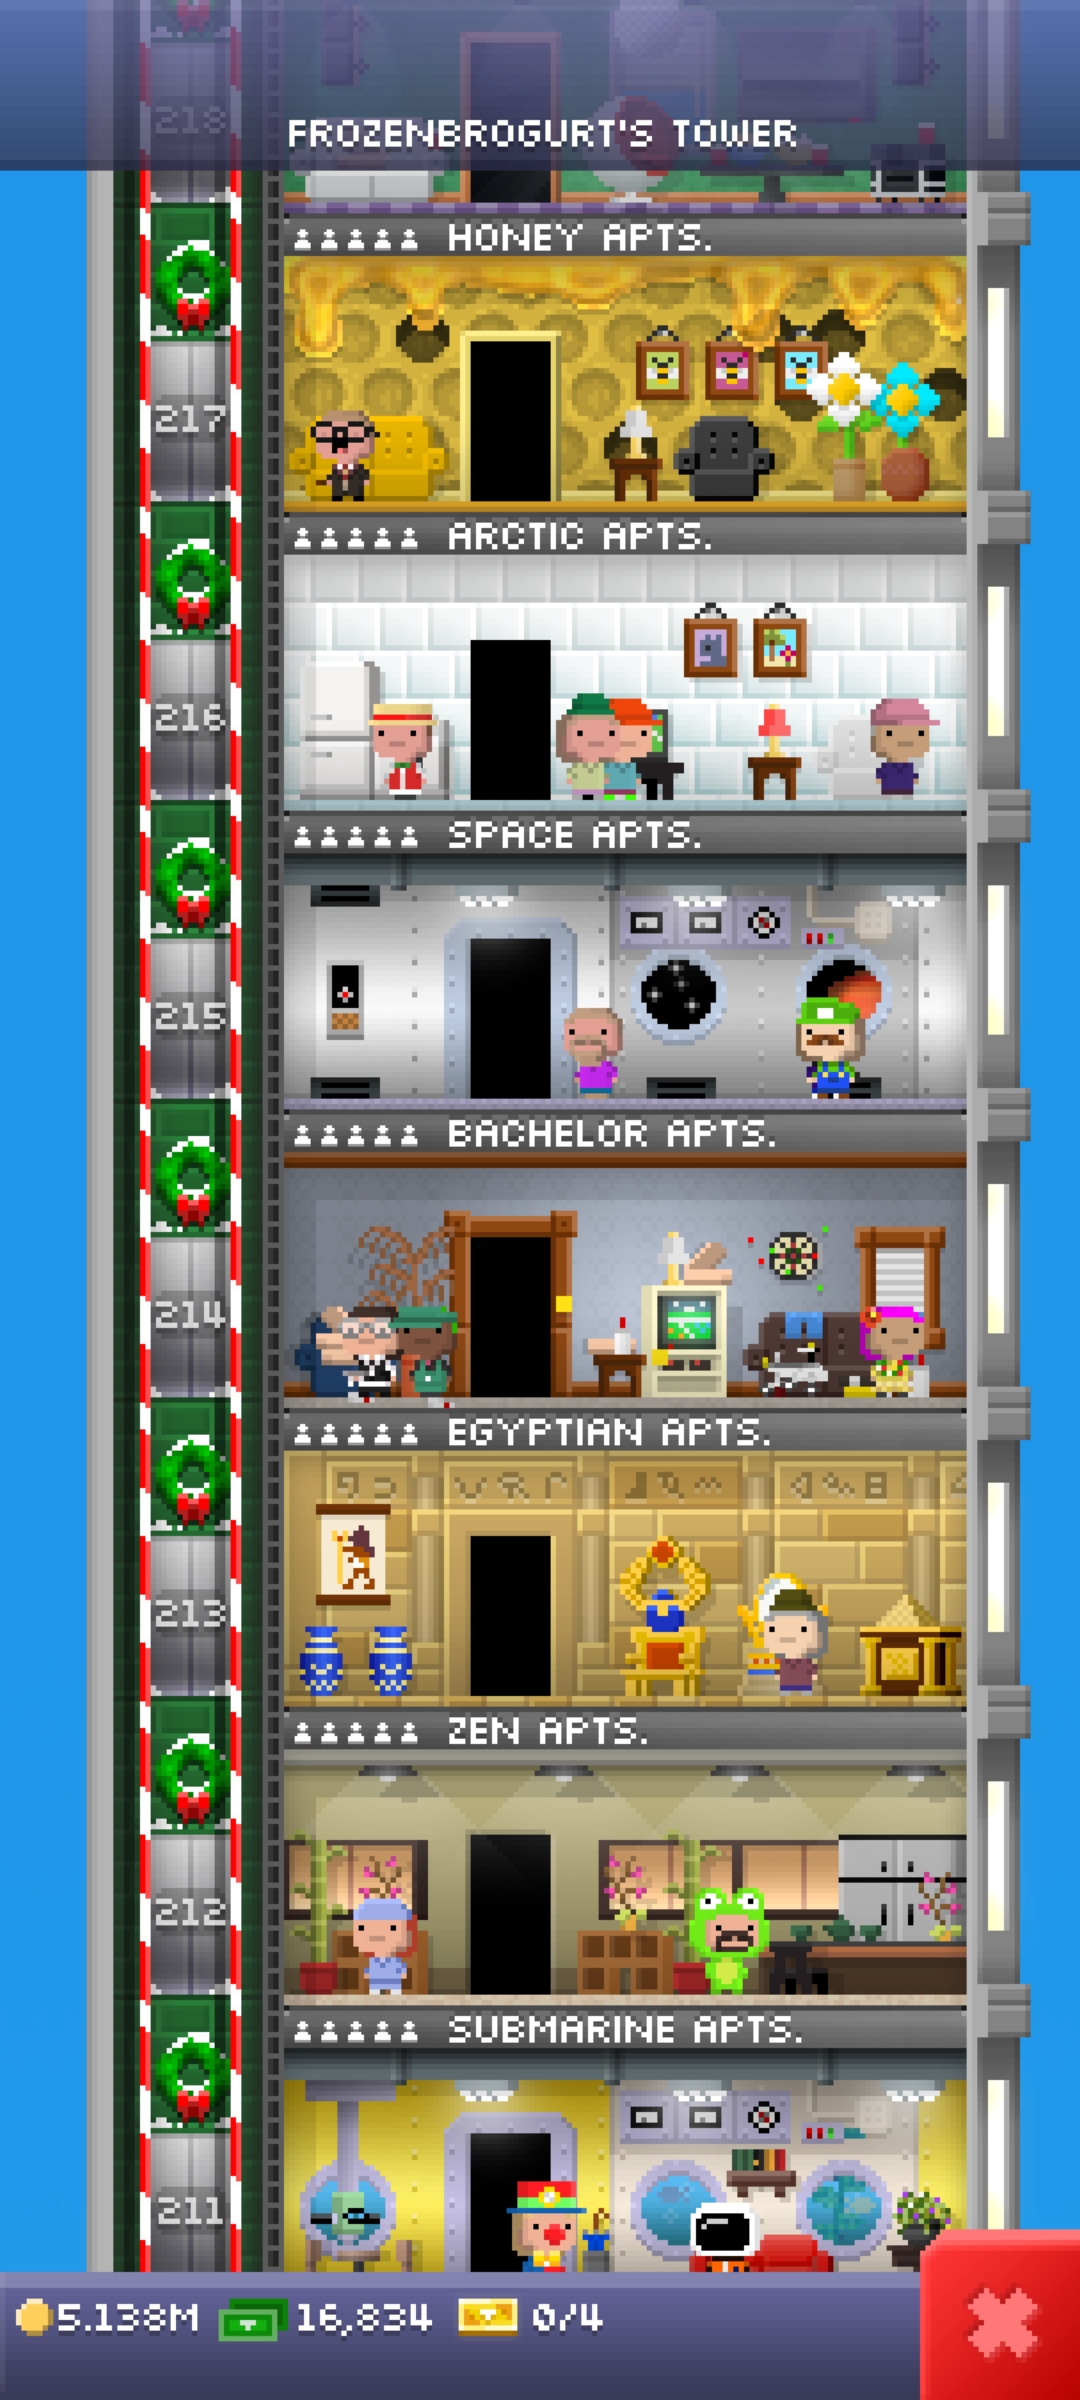 218
FROZENBROGURT'S TOWER
HONEY APTS.
217
ARCTIC APTS.
216
SPACE APTS.
215
BACHELOR APTS.
214
EGYPTIAN APTS.
213
ZEN APTS.
212
SUBMARINE APTS.
211
5.138M 16,834 0/4